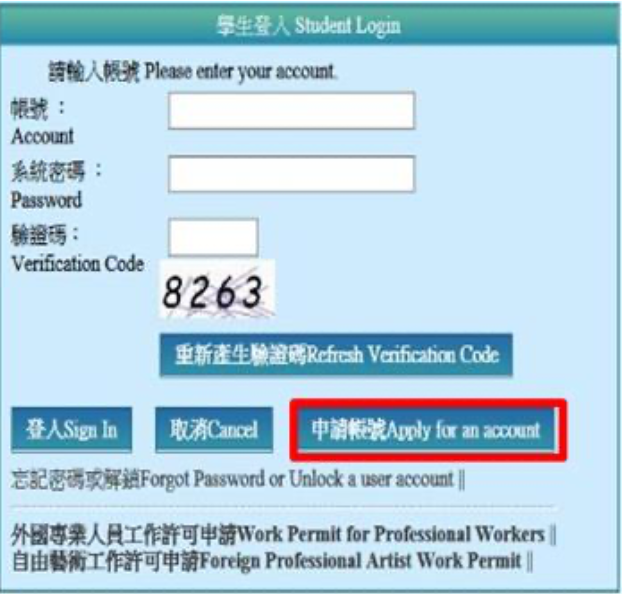 學生登入 Student Login
請輸入帳號 Please enter your account.
帳號：
Account
系統密碼：
Password
驗證碼：
Verification Code
8263
重新產生驗證碼Refresh Verification Code
登入Sign In 取消Cancel 申請帳號Apply for an account
忘記密碼或解鎖Forgot Password or Unlock a user account ||
外國專業人員工作許可申請Work Permit for Professional Workers ||
自由藝術工作許可申請Foreign Professional Artist Work Permit ||